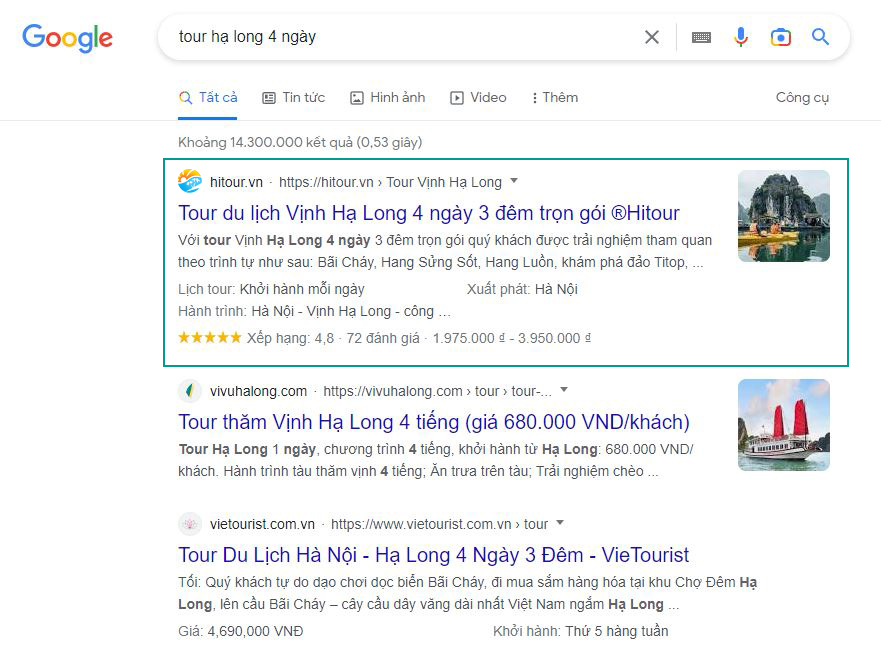 Google
tour hạ long 4 ngày
Tất cả
Tin tức
Hình ảnh
Video
Thêm
Công cụ
Khoảng 14.300.000 kết quả (0,53 giây)
hitour.vn · https://hitour.vn › Tour Vịnh Hạ Long
Tour du lịch Vịnh Hạ Long 4 ngày 3 đêm trọn gói ®Hitour
Với tour Vịnh Hạ Long 4 ngày 3 đêm trọn gói quý khách được trải nghiệm tham quan
theo trình tự như sau: Bãi Cháy, Hang Sửng Sốt, Hang Luồn, khám phá đảo Titop, ...
Lịch tour: Khởi hành mỗi ngày
Xuất phát: Hà Nội
Hành trình: Hà Nội - Vịnh Hạ Long - công ...
Xếp hạng: 4,8 · 72 đánh giá · 1.975.000 ₫ - 3.950.000 ₫
vivuhalong.com · https://vivuhalong.com › tour › tour-...
Tour thăm Vịnh Hạ Long 4 tiếng (giá 680.000 VND/khách)
Tour Hạ Long 1 ngày, chương trình 4 tiếng, khởi hành từ Hạ Long: 680.000 VND/
khách. Hành trình tàu thăm vịnh 4 tiếng; Ăn trưa trên tàu; Trải nghiệm chèo ...
vietourist.com.vn · https://www.vietourist.com.vn › tour
Tour Du Lịch Hà Nội - Hạ Long 4 Ngày 3 Đêm - VieTourist
Tối: Quý khách tự do dạo chơi dọc biển Bãi Cháy, đi mua sắm hàng hóa tại khu Chợ Đêm Hạ
Long, lên cầu Bãi Cháy – cây cầu dây văng dài nhất Việt Nam ngắm Hạ Long ...
Giá: 4,690,000 VNĐ
Khởi hành: Thứ 5 hàng tuần